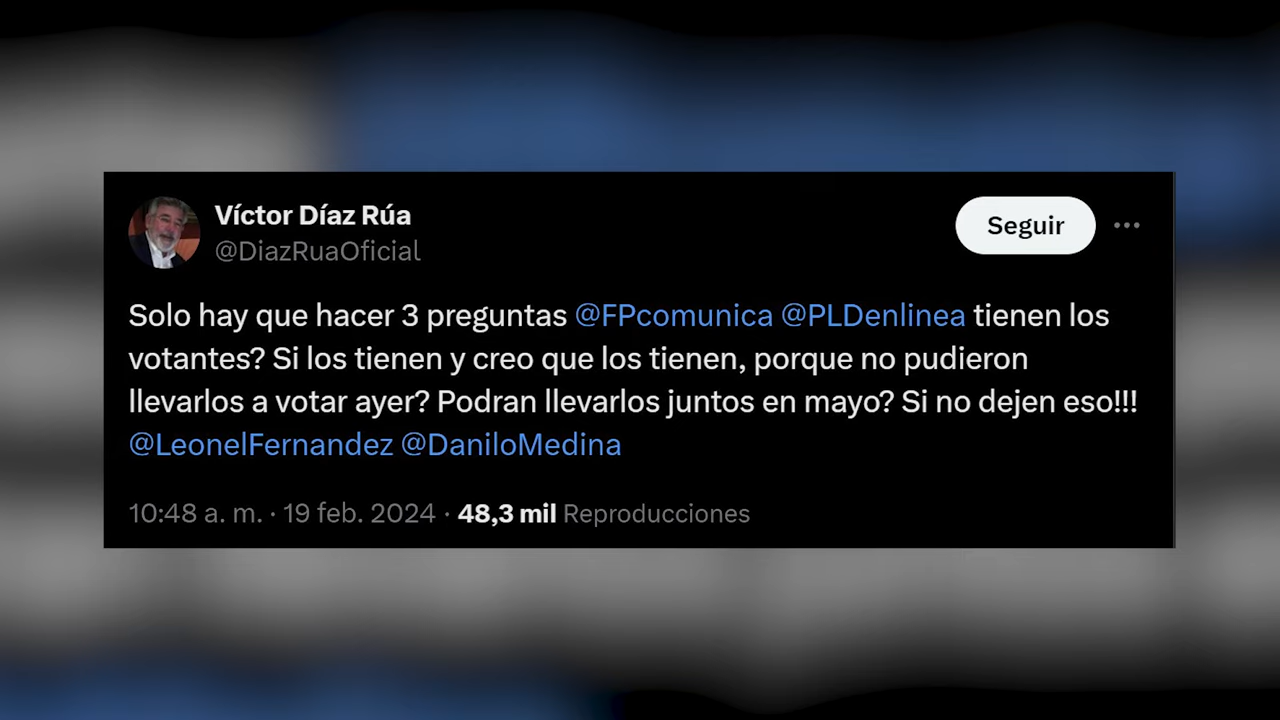 Víctor Díaz Rúa
@DiazRuaOficial
Seguir
Solo hay que hacer 3 preguntas @FPcomunica @PLDenlinea tienen los
votantes? Si los tienen y creo que los tienen, porque no pudieron
llevarlos a votar ayer? Podran llevarlos juntos en mayo? Si no dejen eso!!!
@LeonelFernandez @DaniloMedina
10:48 a. m. · 19 feb. 2024 · 48,3 mil Reproducciones